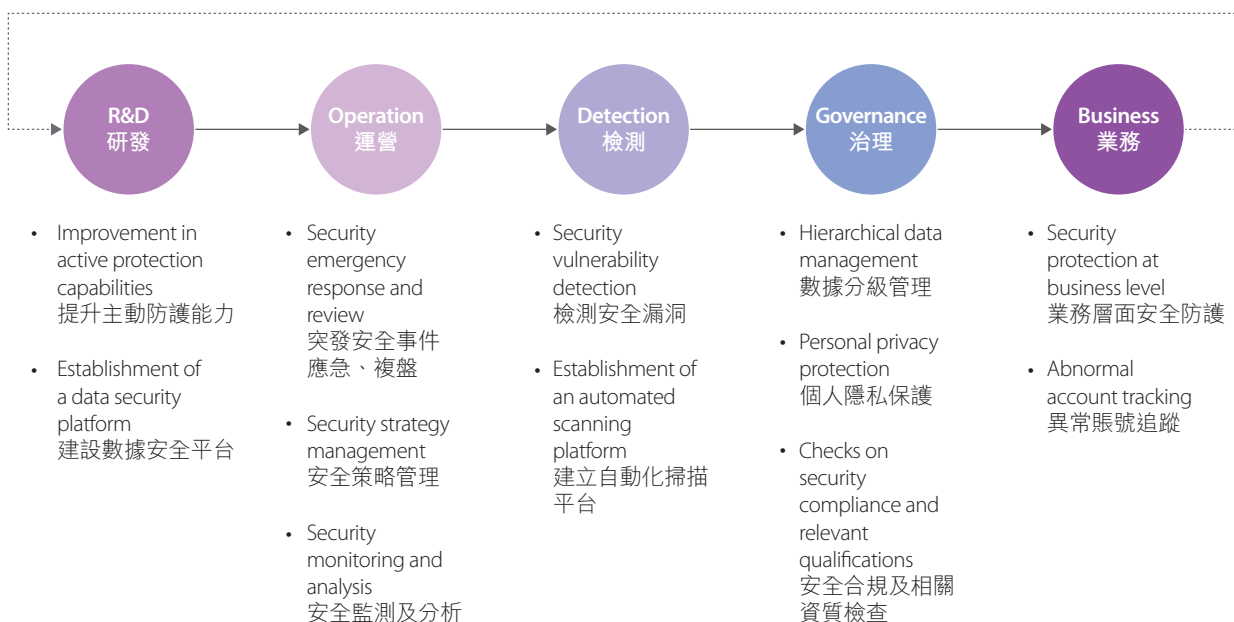 R&D
研發
Operation
運營
Detection
檢測
Governance
治理
Business
業務
• Improvement in
active protection
capabilities
提升主動防護能力
• Establishment of
a data security
platform
建設數據安全平台
• Security
emergency
response and
review
突發安全事件
應急、複盤
• Security strategy
management
安全策略管理
• Security
monitoring and
analysis
安全監測及分析
• Security
vulnerability
detection
檢測安全漏洞
• Establishment of
an automated
scanning
platform
建立自動化掃描
平台
• Hierarchical data
management
數據分級管理
• Personal privacy
protection
個人隱私保護
• Checks on
security
compliance and
relevant
qualifications
安全合規及相關
資質檢查
• Security
protection at
business level
業務層面安全防護
• Abnormal
account tracking
異常賬號追蹤